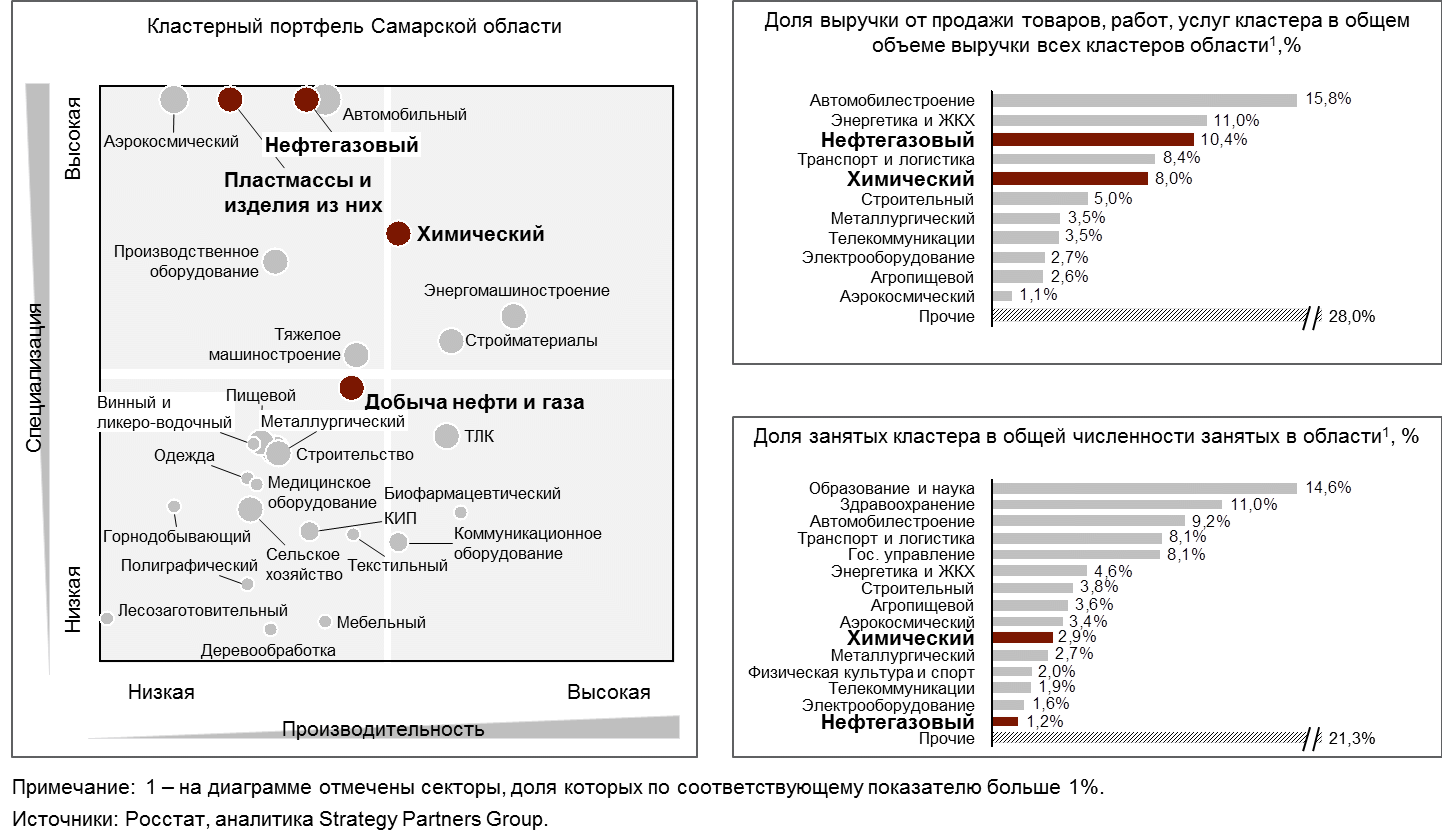 Кластерный портфель Самарской области
Высокая
Специализация
Низкая
Аэрокосмический
Автомобильный
Нефтегазовый
Пластмассы и
изделия из них
Химический
Производственное
оборудование
Энергомашиностроение
Тяжелое
машиностроение
Стройматериалы
Добыча нефти и газа
Винный и
ликеро-водочный
Пищевой
Металлургический
ТЛК
Строительство
Одежда
Медицинское
оборудование
Биофармацевтический
КИП
Горнодобывающий
Коммуникационное
оборудование
Сельское
хозяйство
Текстильный
Полиграфический
Лесозаготовительный
Мебельный
Деревообработка
Низкая
Высокая
Производительность
Доля выручки от продажи товаров, работ, услуг кластера в общем
объеме выручки всех кластеров области1,%
Автомобилестроение 15,8%
Энергетика и ЖКХ 11,0%
Нефтегазовый 10,4%
Транспорт и логистика 8,4%
Химический 8,0%
Строительный 5,0%
Металлургический 3,5%
Телекоммуникации 3,5%
Электрооборудование 2,7%
Агропищевой 2,6%
Аэрокосмический 1,1%
Прочие 28,0%
Доля занятых кластера в общей численности занятых в области1, %
Образование и наука 14,6%
Здравоохранение 11,0%
Автомобилестроение 9,2%
Транспорт и логистика 8,1%
Гос. управление 8,1%
Энергетика и ЖКХ 4,6%
Строительный 3,8%
Агропищевой 3,6%
Аэрокосмический 3,4%
Химический 2,9%
Металлургический 2,7%
Физическая культура и спорт 2,0%
Телекоммуникации 1,9%
Электрооборудование 1,6%
Нефтегазовый 1,2%
Прочие 21,3%
Примечание: 1 – на диаграмме отмечены секторы, доля которых по соответствующему показателю больше 1%.
Источники: Росстат, аналитика Strategy Partners Group.